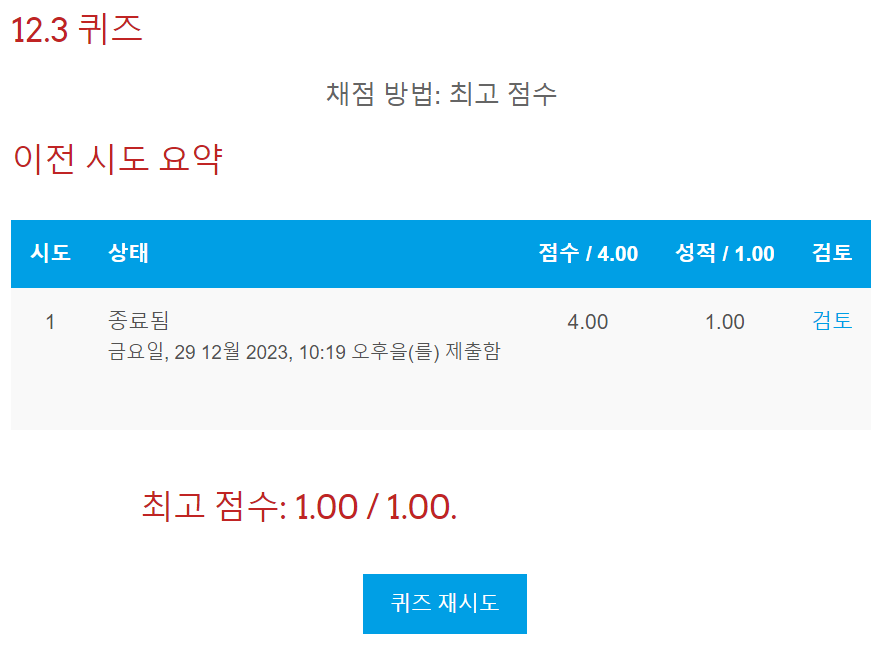 12.3 퀴즈
채점 방법: 최고 점수
이전 시도 요약
시도 상태 점수 / 4.00 성적 / 1.00 검토
1 종료됨 4.00 1.00 검토
금요일, 29 12월 2023, 10:19 오후을(를) 제출함
최고 점수: 1.00 / 1.00.
퀴즈 재시도